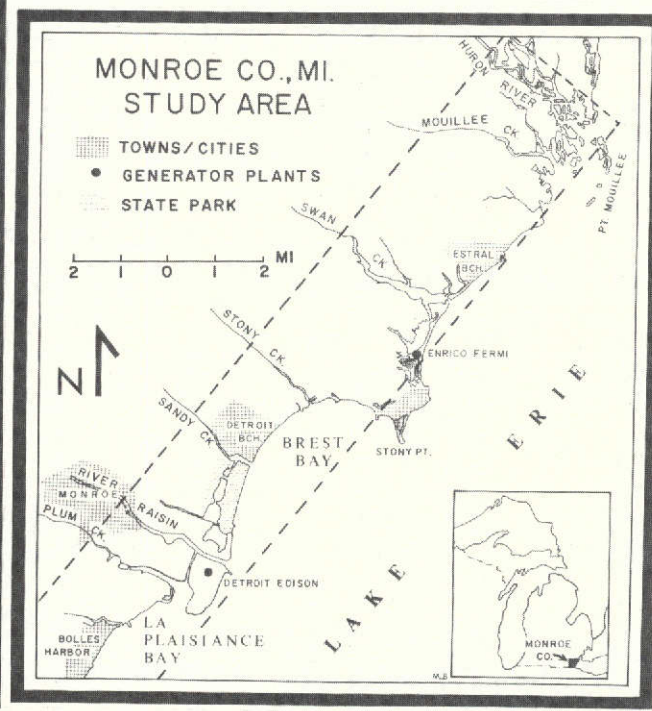 MONROE CO., MI.
STUDY AREA
TOWNS/CITIES
GENERATOR PLANTS
STATE PARK
2 1 0 1 2 MI
N
HURON
RIVER
MOUILLEE
CK
PT MOUILLEE
SWAN
CK
ESTRAL
BCH.
STONY
CK.
ENRICO FERMI
SANDY CK
DETROIT
BCH.
BREST
BAY
STONY PT.
LAKE ERIE
RIVER
RAISIN
MONROE
PLUM CK.
DETROIT EDISON
LA
PLAISIANCE
BAY
BOLLES
HARBOR
MONROE
CO.